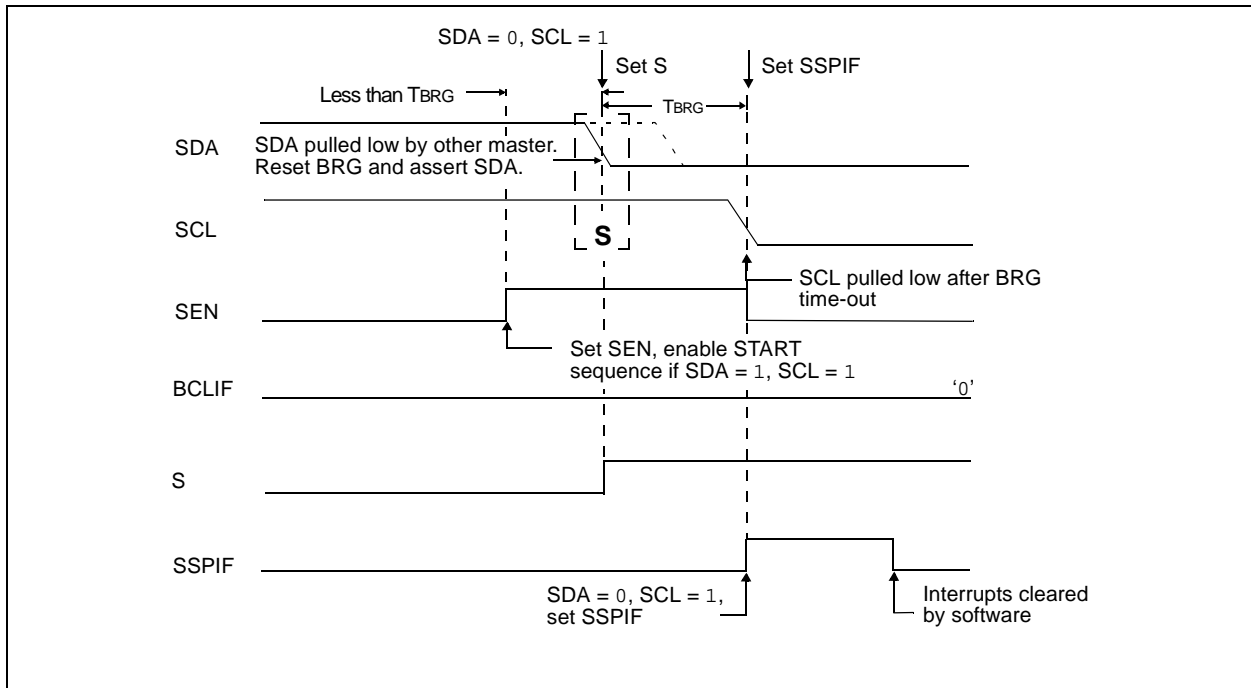 SDA = 0, SCL = 1
Set S
Set SSPIF
Less than TBRG
TBRG
SDA
SDA pulled low by other master.
Reset BRG and assert SDA.
SCL
S
SCL pulled low after BRG
time-out
SEN
Set SEN, enable START
sequence if SDA = 1, SCL = 1
BCLIF
‘0’
S
SSPIF
SDA = 0, SCL = 1,
set SSPIF
Interrupts cleared
by software